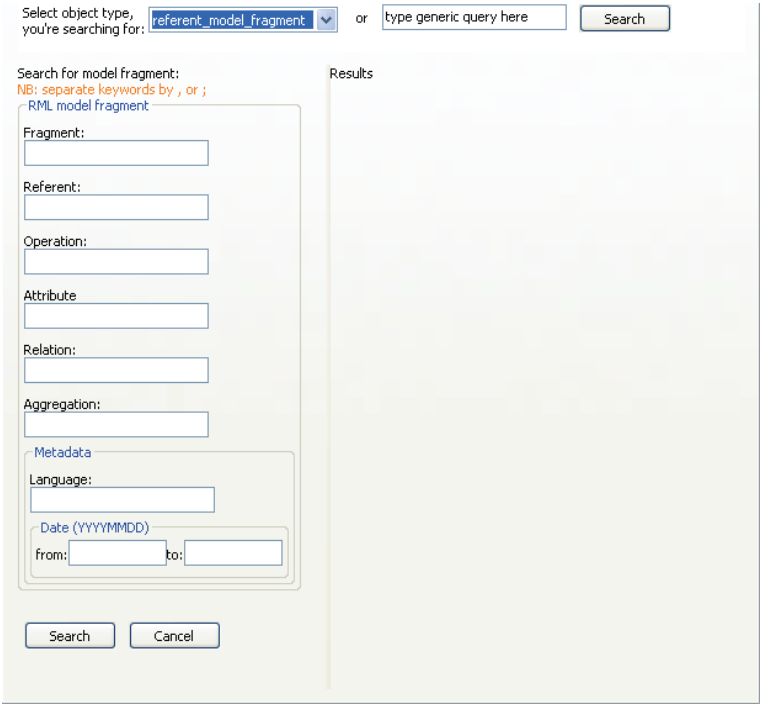 Select object type,
you're searching for:
referent_model_fragment
or
type generic query here
Search
Search for model fragment:
NB: separate keywords by , or ;
RML model fragment
Fragment:
Referent:
Operation:
Attribute
Relation:
Aggregation:
Metadata
Language:
Date (YYYYMMDD)
from: to:
Search Cancel
Results